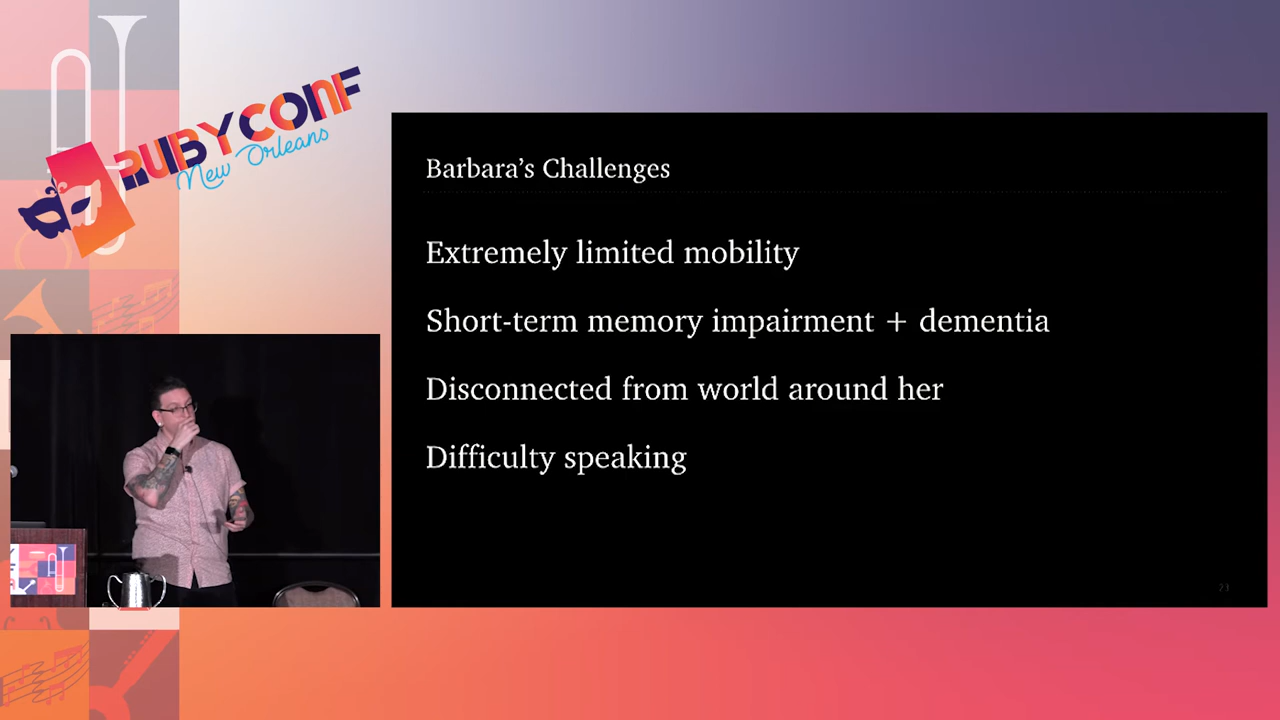 RUBYCONF
New Orleans
Barbara’s Challenges
Extremely limited mobility
Short-term memory impairment + dementia
Disconnected from world around her
Difficulty speaking
23